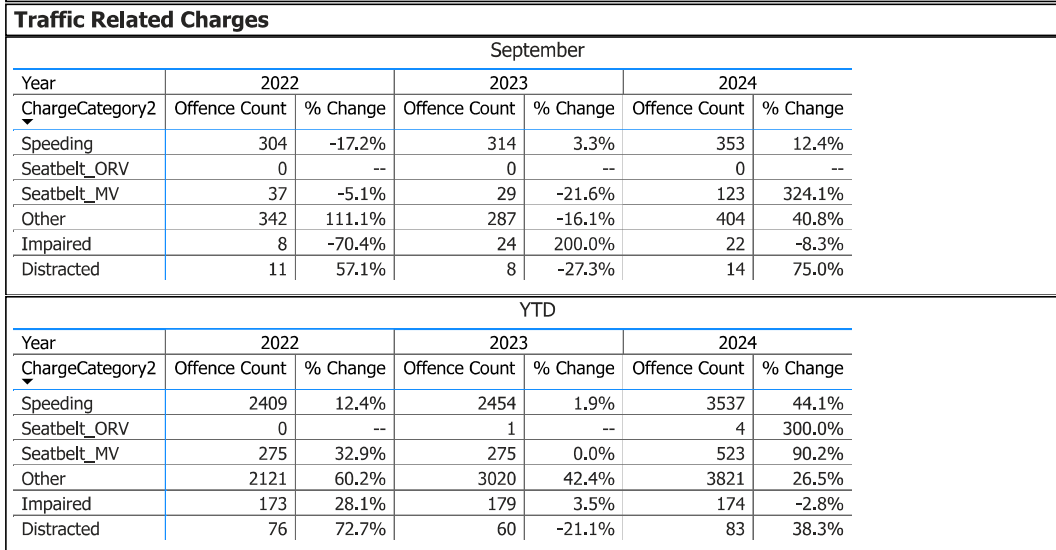 Traffic Related Charges
September
Year 2022 2023 2024
ChargeCategory2 Offence Count % Change Offence Count % Change Offence Count % Change
Speeding 304 -17.2% 314 3.3% 353 12.4%
Seatbelt_ORV 0 -- 0 -- 0 --
Seatbelt_MV 37 -5.1% 29 -21.6% 123 324.1%
Other 342 111.1% 287 -16.1% 404 40.8%
Impaired 8 -70.4% 24 200.0% 22 -8.3%
Distracted 11 57.1% 8 -27.3% 14 75.0%
YTD
Year 2022 2023 2024
ChargeCategory2 Offence Count % Change Offence Count % Change Offence Count % Change
Speeding 2409 12.4% 2454 1.9% 3537 44.1%
Seatbelt_ORV 0 -- 1 -- 4 300.0%
Seatbelt_MV 275 32.9% 275 0.0% 523 90.2%
Other 2121 60.2% 3020 42.4% 3821 26.5%
Impaired 173 28.1% 179 3.5% 174 -2.8%
Distracted 76 72.7% 60 -21.1% 83 38.3%